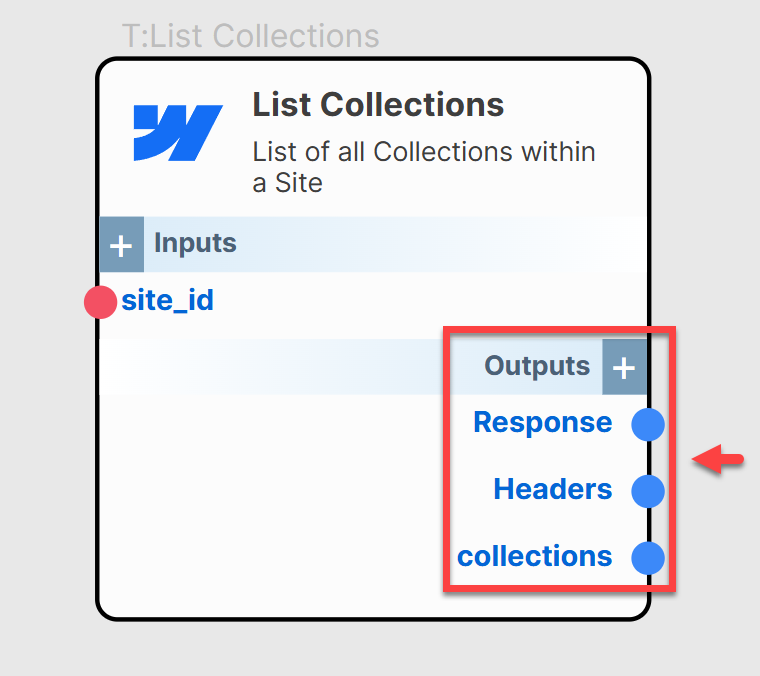 T:List Collections
List Collections
List of all Collections within
a Site
+ Inputs
site_id
Outputs +
Response
Headers
collections